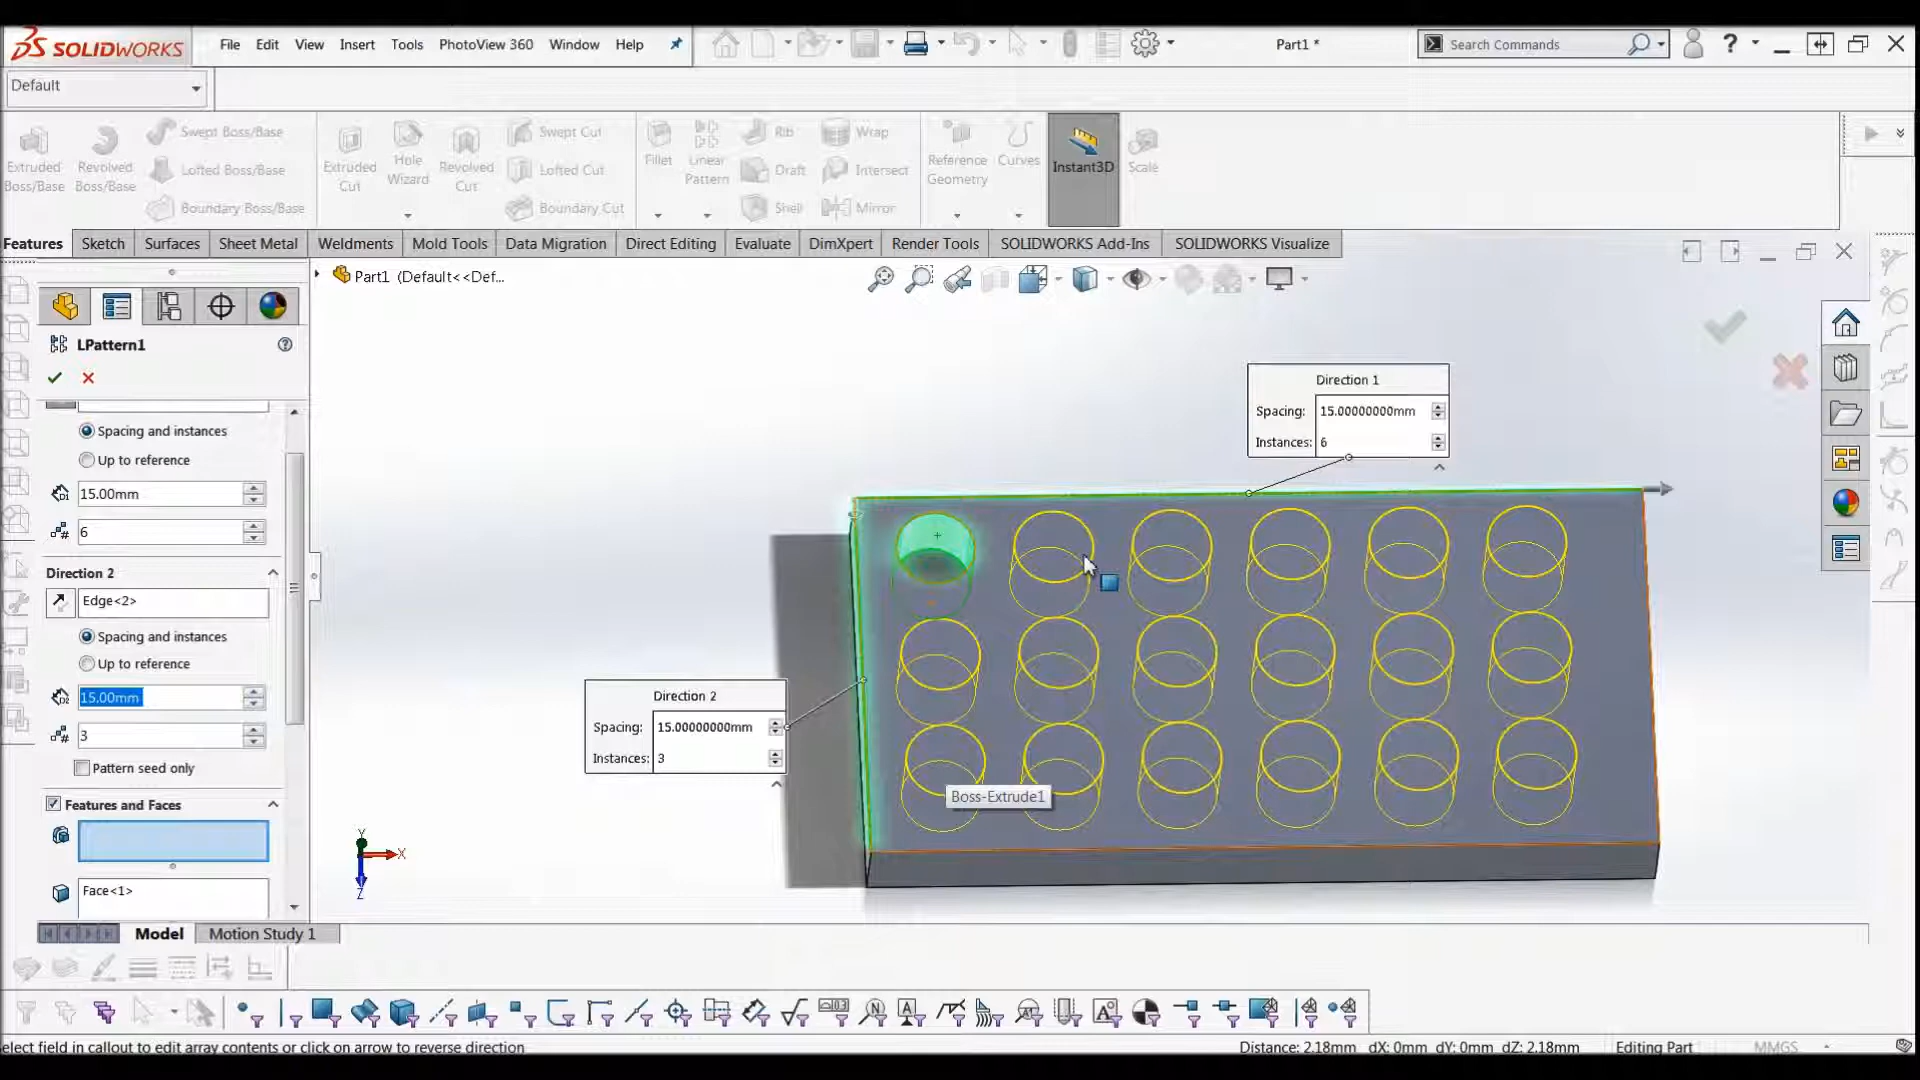 SOLIDWORKS File Edit View Insert Tools PhotoView 360 Window Help Part1 * Search Commands ?
Default
Extruded Boss/Base
Revolved Boss/Base
Swept Boss/Base
Lofted Boss/Base
Boundary Boss/Base
Extruded Cut
Hole Wizard
Revolved Cut
Swept Cut
Lofted Cut
Boundary Cut
Fillet
Linear Pattern
Rib
Draft
Shell
Wrap
Intersect
Mirror
Reference Geometry
Curves
Instant3D
Scale
Features Sketch Surfaces Sheet Metal Weldments Mold Tools Data Migration Direct Editing Evaluate DimXpert Render Tools SOLIDWORKS Add-Ins SOLIDWORKS Visualize
Part1 (Default<<Def...
LPattern1
Spacing and instances
Up to reference
15.00mm
6
Direction 2
Edge<2>
Spacing and instances
Up to reference
15.00mm
3
Pattern seed only
Features and Faces
Face<1>
Direction 1
Spacing: 15.00000000mm
Instances: 6
Direction 2
Spacing: 15.00000000mm
Instances: 3
Boss-Extrude1
Y
X
Z
Model Motion Study 1
elect field in callout to edit array contents or click on arrow to reverse direction
Distance: 2.18mm dX: 0mm dY: 0mm dZ: 2.18mm Editing Part MMGS